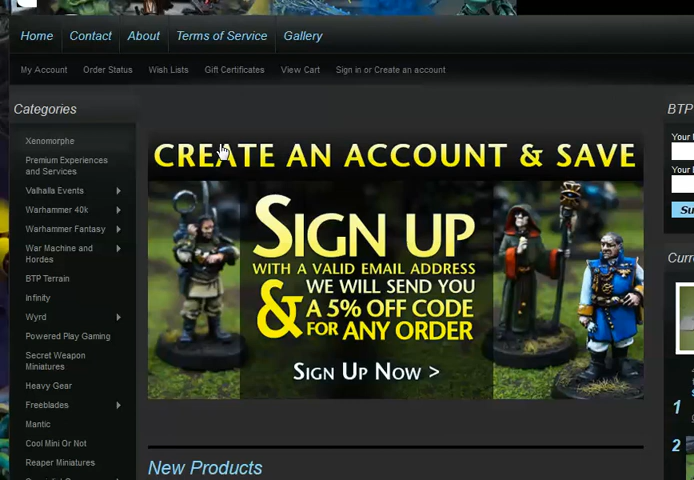 Home
Contact
About
Terms of Service
Gallery
My Account
Order Status
Wish Lists
Gift Certificates
View Cart
Sign in or Create an account
Categories
Xenomorphe
Premium Experiences
and Services
Valhalla Events
Warhammer 40k
Warhammer Fantasy
War Machine and
Hordes
BTP Terrain
Infinity
Wyrd
Powered Play Gaming
Secret Weapon
Miniatures
Heavy Gear
Freeblades
Mantic
Cool Mini Or Not
Reaper Miniatures
CREATE AN ACCOUNT & SAVE
SIGN UP
WITH A VALID EMAIL ADDRESS
WE WILL SEND YOU
& A 5% OFF CODE
FOR ANY ORDER
SIGN UP NOW >
New Products
BTP
Your
Your
Su
Curr
1
2